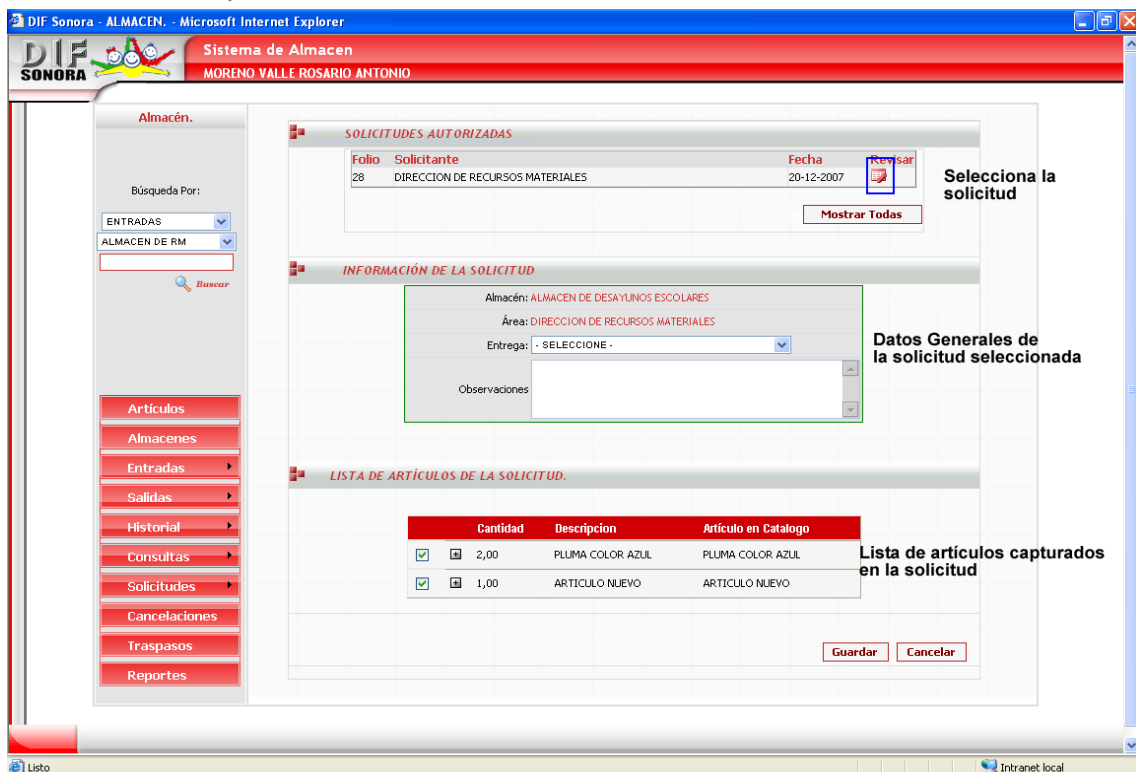 DIF Sonora - ALMACEN. - Microsoft Internet Explorer
DIF
SONORA
Sistema de Almacen
MORENO VALLE ROSARIO ANTONIO
Almacén.
Búsqueda Por:
ENTRADAS
ALMACEN DE RM
Buscar
Artículos
Almacenes
Entradas
Salidas
Historial
Consultas
Solicitudes
Cancelaciones
Traspasos
Reportes
SOLICITUDES AUTORIZADAS
Folio Solicitante Fecha Revisar
28 DIRECCION DE RECURSOS MATERIALES 20-12-2007
Mostrar Todas
Selecciona la
solicitud
INFORMACIÓN DE LA SOLICITUD
Almacén: ALMACEN DE DESAYUNOS ESCOLARES
Área: DIRECCION DE RECURSOS MATERIALES
Entrega: - SELECCIONE -
Observaciones
Datos Generales de
la solicitud seleccionada
LISTA DE ARTÍCULOS DE LA SOLICITUD.
Cantidad Descripcion Artículo en Catalogo
2,00 PLUMA COLOR AZUL PLUMA COLOR AZUL
1,00 ARTICULO NUEVO ARTICULO NUEVO
Lista de artículos capturados
en la solicitud
Guardar Cancelar
Listo
Intranet local